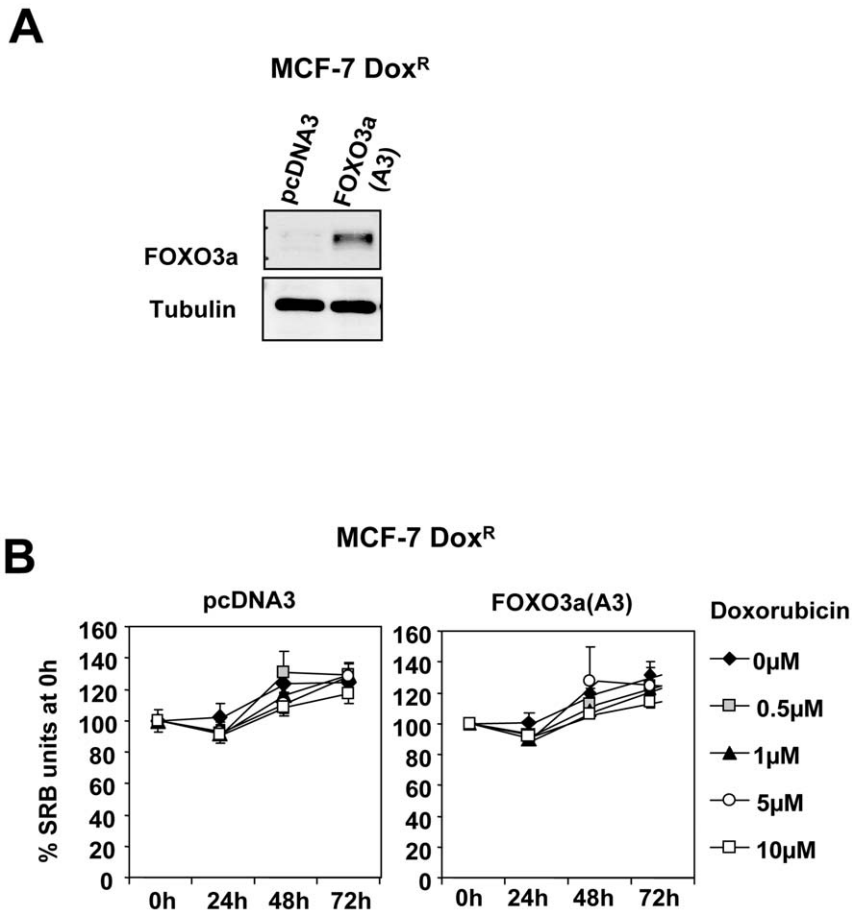 A
MCF-7 Doxᴿ
pcDNA3
FOXO3a
(A3)
FOXO3a
Tubulin
B
MCF-7 Doxᴿ
pcDNA3
FOXO3a(A3)
Doxorubicin
% SRB units at 0h
160
140
120
100
80
60
40
20
0
0h 24h 48h 72h
160
140
120
100
80
60
40
20
0
0h 24h 48h 72h
0µM
0.5µM
1µM
5µM
10µM